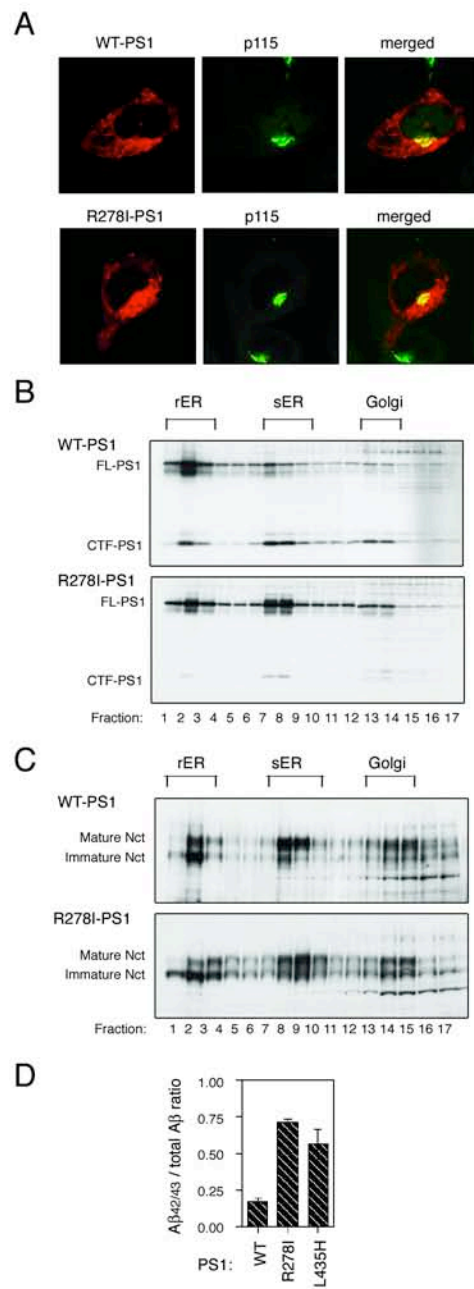 A
WT-PS1 p115 merged
R278I-PS1 p115 merged
B
rER sER Golgi
WT-PS1
FL-PS1
CTF-PS1
R278I-PS1
FL-PS1
CTF-PS1
Fraction: 1 2 3 4 5 6 7 8 9 10 11 12 13 14 15 16 17
C
rER sER Golgi
WT-PS1
Mature Nct
Immature Nct
R278I-PS1
Mature Nct
Immature Nct
Fraction: 1 2 3 4 5 6 7 8 9 10 11 12 13 14 15 16 17
D
Aβ42/43 / total Aβ ratio
1.00
0.75
0.50
0.25
0.00
PS1: WT R278I L435H